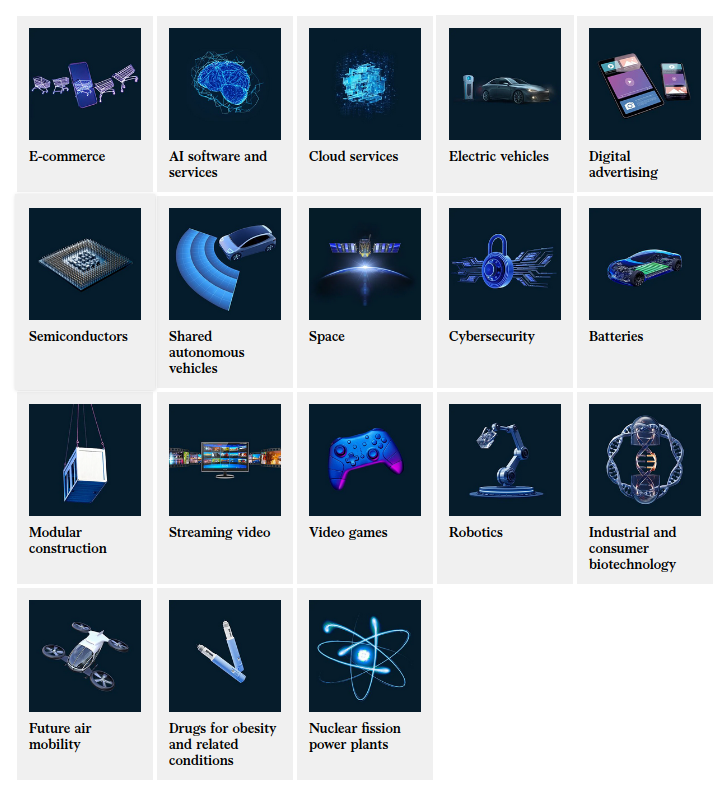 E-commerce
AI software and
services
Cloud services
Electric vehicles
Digital
advertising
Semiconductors
Shared
autonomous
vehicles
Space
Cybersecurity
Batteries
Modular
construction
Streaming video
Video games
Robotics
Industrial and
consumer
biotechnology
Future air
mobility
Drugs for obesity
and related
conditions
Nuclear fission
power plants